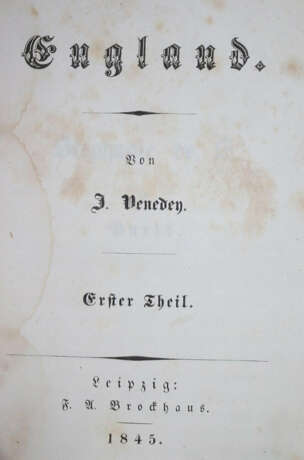 England.
Von
J. Venedey.
Erster Theil.
Leipzig:
F. A. Brockhaus.
1845.